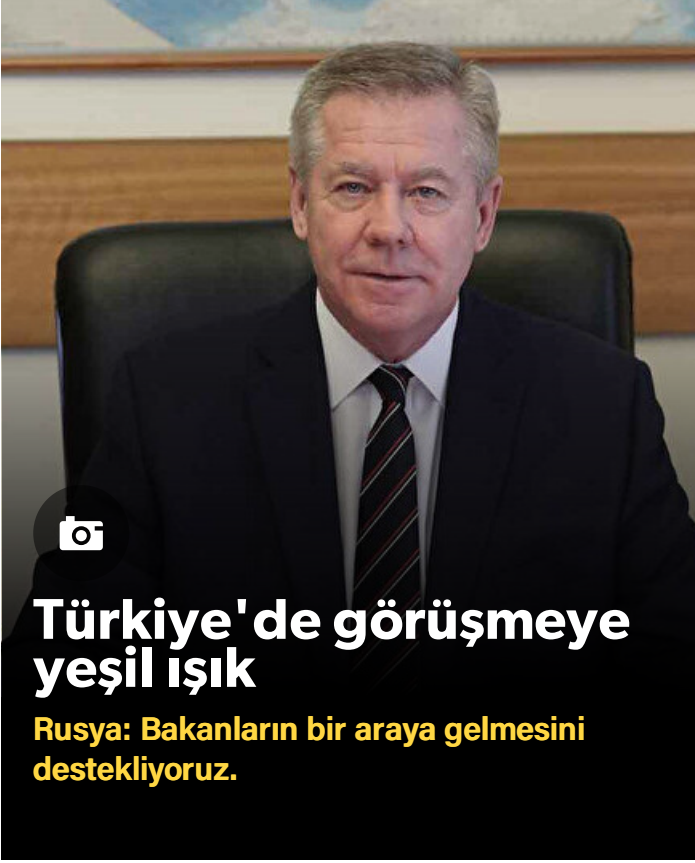 Türkiye'de görüşmeye
yeşil ışık
Rusya: Bakanların bir araya gelmesini
destekliyoruz.